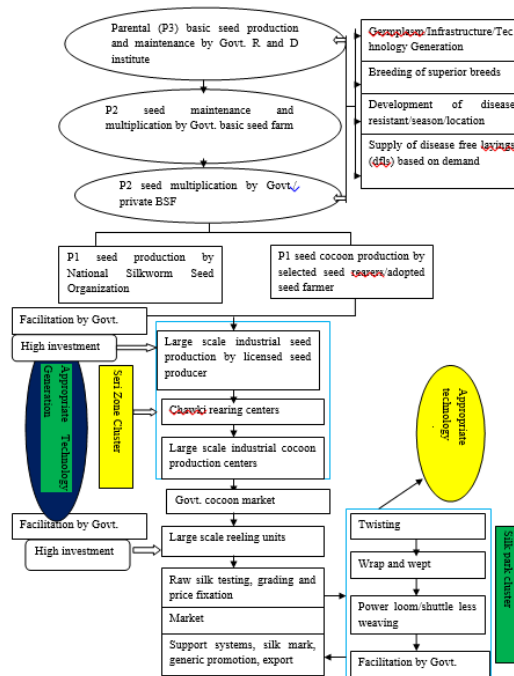 Parental (P3) basic seed production
and maintenance by Govt. R and D
institute
Germplasm/Infrastructure/Tec
hnology Generation
Breeding of superior breeds
Development of disease
resistant/season/location
Supply of disease free layings
(dfls) based on demand
P2 seed maintenance and
multiplication by Govt. basic seed
farm
P2 seed multiplication by Govt./
private BSF
P1 seed production by
National Silkworm Seed
Organization
P1 seed cocoon production by
selected seed rearers/adopted
seed farmer
Facilitation by Govt.
High investment
Large scale industrial seed
production by licensed seed
producer
Appropriate Technology
Generation
Seri Zone Cluster
Chawki rearing centers
Large scale industrial cocoon
production centers
Appropriate
technology
Govt. cocoon market
Facilitation by Govt.
High investment
Large scale reeling units
Raw silk testing, grading and
price fixation
Market
Support systems, silk mark,
generic promotion, export
Twisting
Wrap and wept
Power loom/shuttle less
weaving
Facilitation by Govt.
Silk park cluster